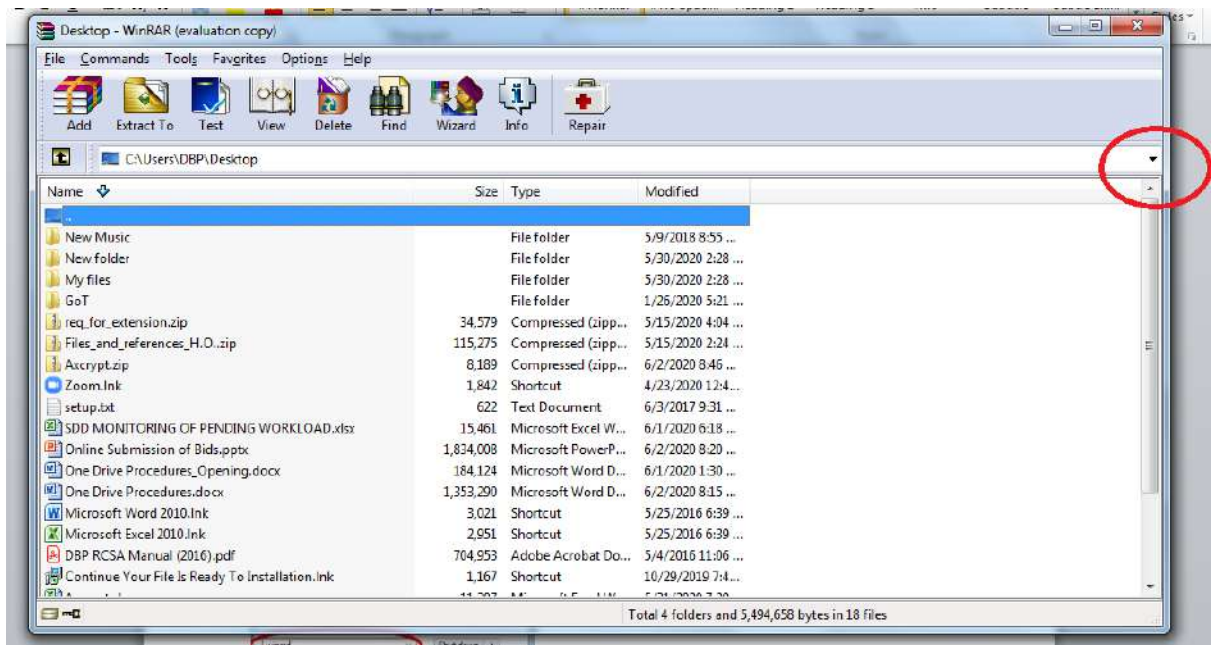 Desktop - WinRAR (evaluation copy)
File Commands Tools Favorites Options Help
Add Extract To Test View Delete Find Wizard Info Repair
C:\Users\DBP\Desktop
Name Size Type Modified
..
New Music File folder 5/9/2018 8:55 ...
New folder File folder 5/30/2020 2:28 ...
My files File folder 5/30/2020 2:28 ...
GoT File folder 1/26/2020 5:21 ...
req_for_extension.zip 34,579 Compressed (zipp... 5/15/2020 4:04 ...
Files_and_references_H.O..zip 115,275 Compressed (zipp... 5/15/2020 2:24 ...
Axcrypt.zip 8,189 Compressed (zipp... 6/2/2020 8:46 ...
Zoom.lnk 1,842 Shortcut 4/23/2020 12:4...
setup.txt 622 Text Document 6/3/2017 9:31 ...
SDD MONITORING OF PENDING WORKLOAD.xlsx 15,461 Microsoft Excel W... 6/1/2020 6:18 ...
Online Submission of Bids.pptx 1,834,008 Microsoft PowerP... 6/2/2020 8:20 ...
One Drive Procedures_Opening.docx 184,124 Microsoft Word D... 6/1/2020 1:30 ...
One Drive Procedures.docx 1,353,290 Microsoft Word D... 6/2/2020 8:15 ...
Microsoft Word 2010.lnk 3,021 Shortcut 5/25/2016 6:39 ...
Microsoft Excel 2010.lnk 2,951 Shortcut 5/25/2016 6:39 ...
DBP RCSA Manual (2016).pdf 704,953 Adobe Acrobat Do... 5/4/2016 11:06 ...
Continue Your File Is Ready To Installation.lnk 1,167 Shortcut 10/29/2019 7:4...
Total 4 folders and 5,494,658 bytes in 18 files